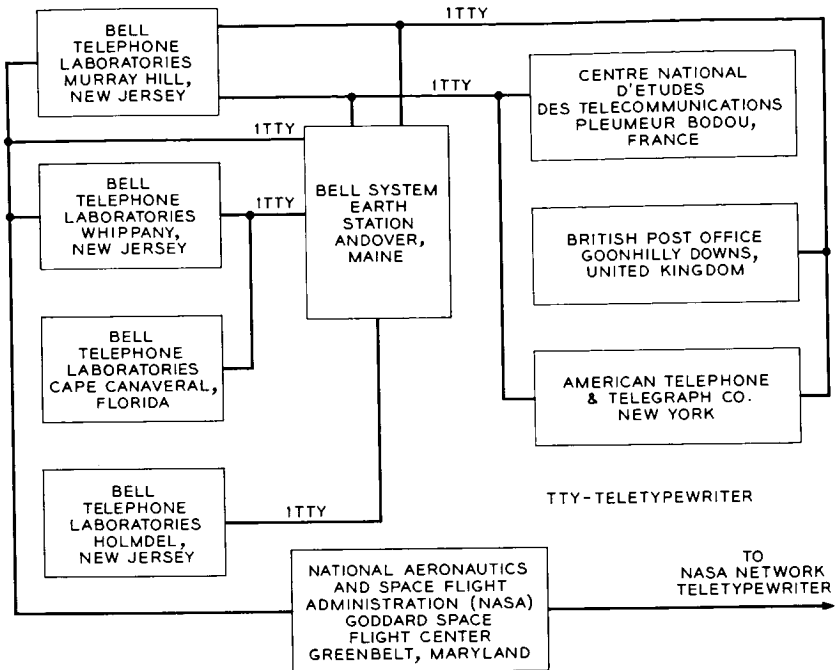 BELL
TELEPHONE
LABORATORIES
MURRAY HILL,
NEW JERSEY
1TTY
1TTY
CENTRE NATIONAL
D'ETUDES
DES TELECOMMUNICATIONS
PLEUMEUR BODOU,
FRANCE
1TTY
BELL
TELEPHONE
LABORATORIES
WHIPPANY,
NEW JERSEY
1TTY
BELL SYSTEM
EARTH
STATION
ANDOVER,
MAINE
BRITISH POST OFFICE
GOONHILLY DOWNS,
UNITED KINGDOM
BELL
TELEPHONE
LABORATORIES
CAPE CANAVERAL,
FLORIDA
AMERICAN TELEPHONE
& TELEGRAPH CO.
NEW YORK
BELL
TELEPHONE
LABORATORIES
HOLMDEL,
NEW JERSEY
1TTY
TTY-TELETYPEWRITER
NATIONAL AERONAUTICS
AND SPACE FLIGHT
ADMINISTRATION (NASA)
GODDARD SPACE
FLIGHT CENTER
GREENBELT, MARYLAND
TO
NASA NETWORK
TELETYPEWRITER